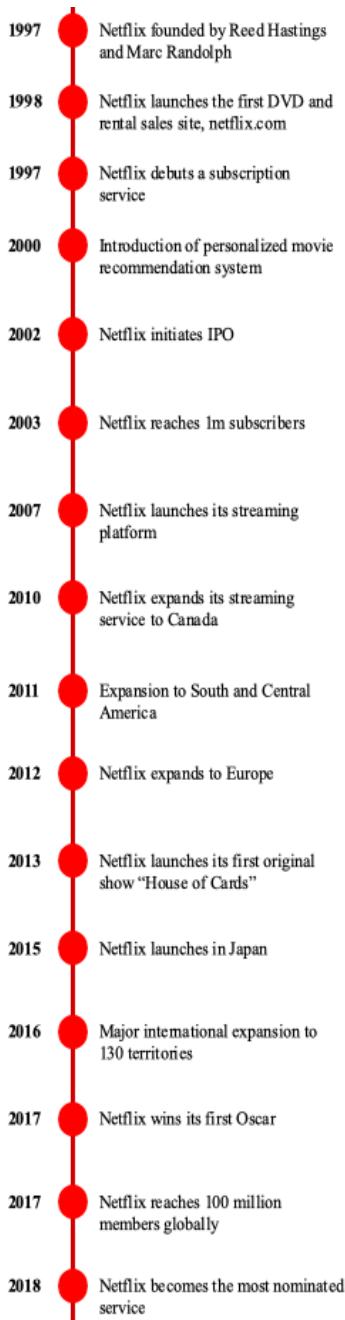 1997 Netflix founded by Reed Hastings
and Marc Randolph
1998 Netflix launches the first DVD and
rental sales site, netflix.com
1997 Netflix debuts a subscription
service
2000 Introduction of personalized movie
recommendation system
2002 Netflix initiates IPO
2003 Netflix reaches 1m subscribers
2007 Netflix launches its streaming
platform
2010 Netflix expands its streaming
service to Canada
2011 Expansion to South and Central
America
2012 Netflix expands to Europe
2013 Netflix launches its first original
show “House of Cards”
2015 Netflix launches in Japan
2016 Major international expansion to
130 territories
2017 Netflix wins its first Oscar
2017 Netflix reaches 100 million
members globally
2018 Netflix becomes the most nominated
service